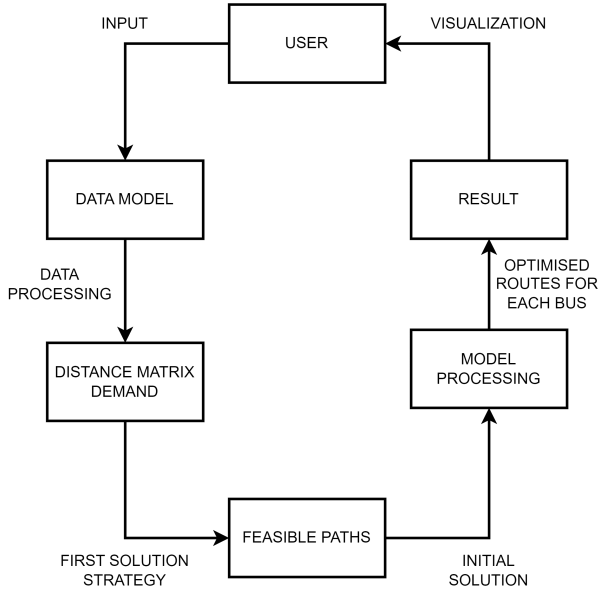 INPUT
USER
VISUALIZATION
DATA MODEL
RESULT
DATA
PROCESSING
OPTIMISED
ROUTES FOR
EACH BUS
DISTANCE MATRIX
DEMAND
MODEL
PROCESSING
FEASIBLE PATHS
FIRST SOLUTION
STRATEGY
INITIAL
SOLUTION